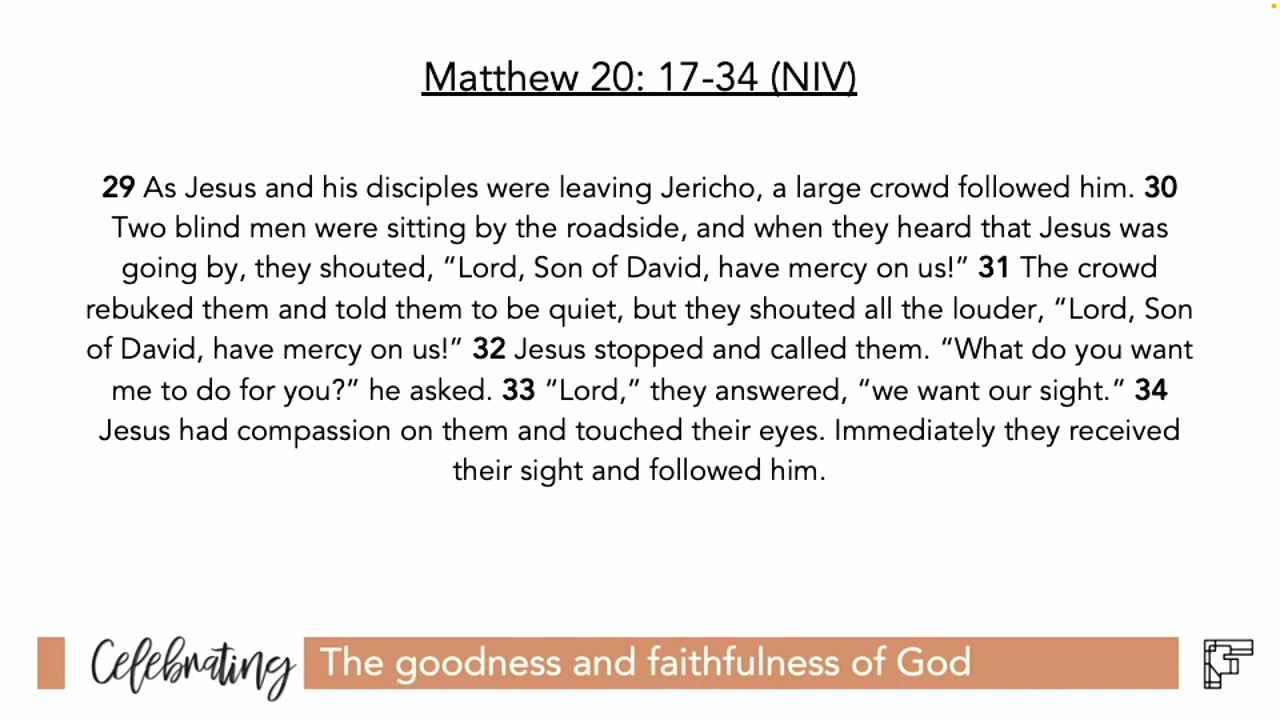 Matthew 20: 17-34 (NIV)
29 As Jesus and his disciples were leaving Jericho, a large crowd followed him. 30
Two blind men were sitting by the roadside, and when they heard that Jesus was
going by, they shouted, “Lord, Son of David, have mercy on us!” 31 The crowd
rebuked them and told them to be quiet, but they shouted all the louder, “Lord, Son
of David, have mercy on us!” 32 Jesus stopped and called them. “What do you want
me to do for you?” he asked. 33 “Lord,” they answered, “we want our sight.” 34
Jesus had compassion on them and touched their eyes. Immediately they received
their sight and followed him.
Celebrating The goodness and faithfulness of God